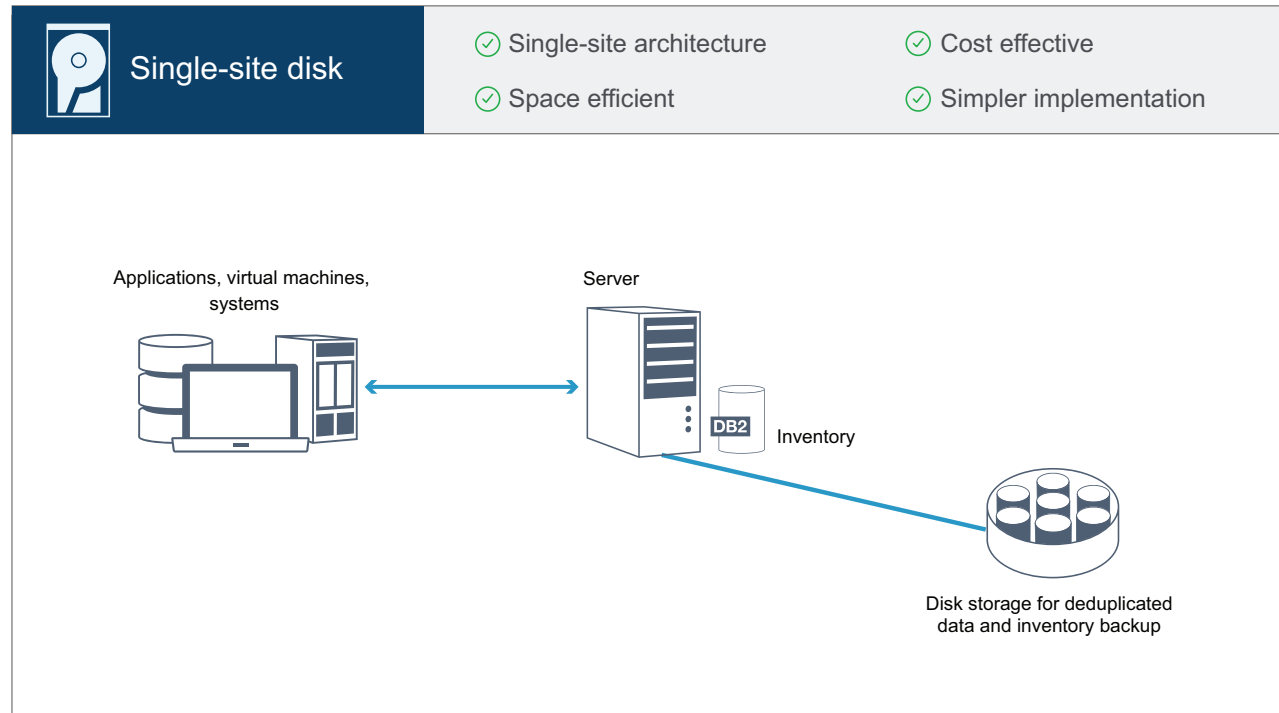 Single-site disk
Single-site architecture
Cost effective
Space efficient
Simpler implementation
Applications, virtual machines,
systems
Server
DB2
Inventory
Disk storage for deduplicated
data and inventory backup